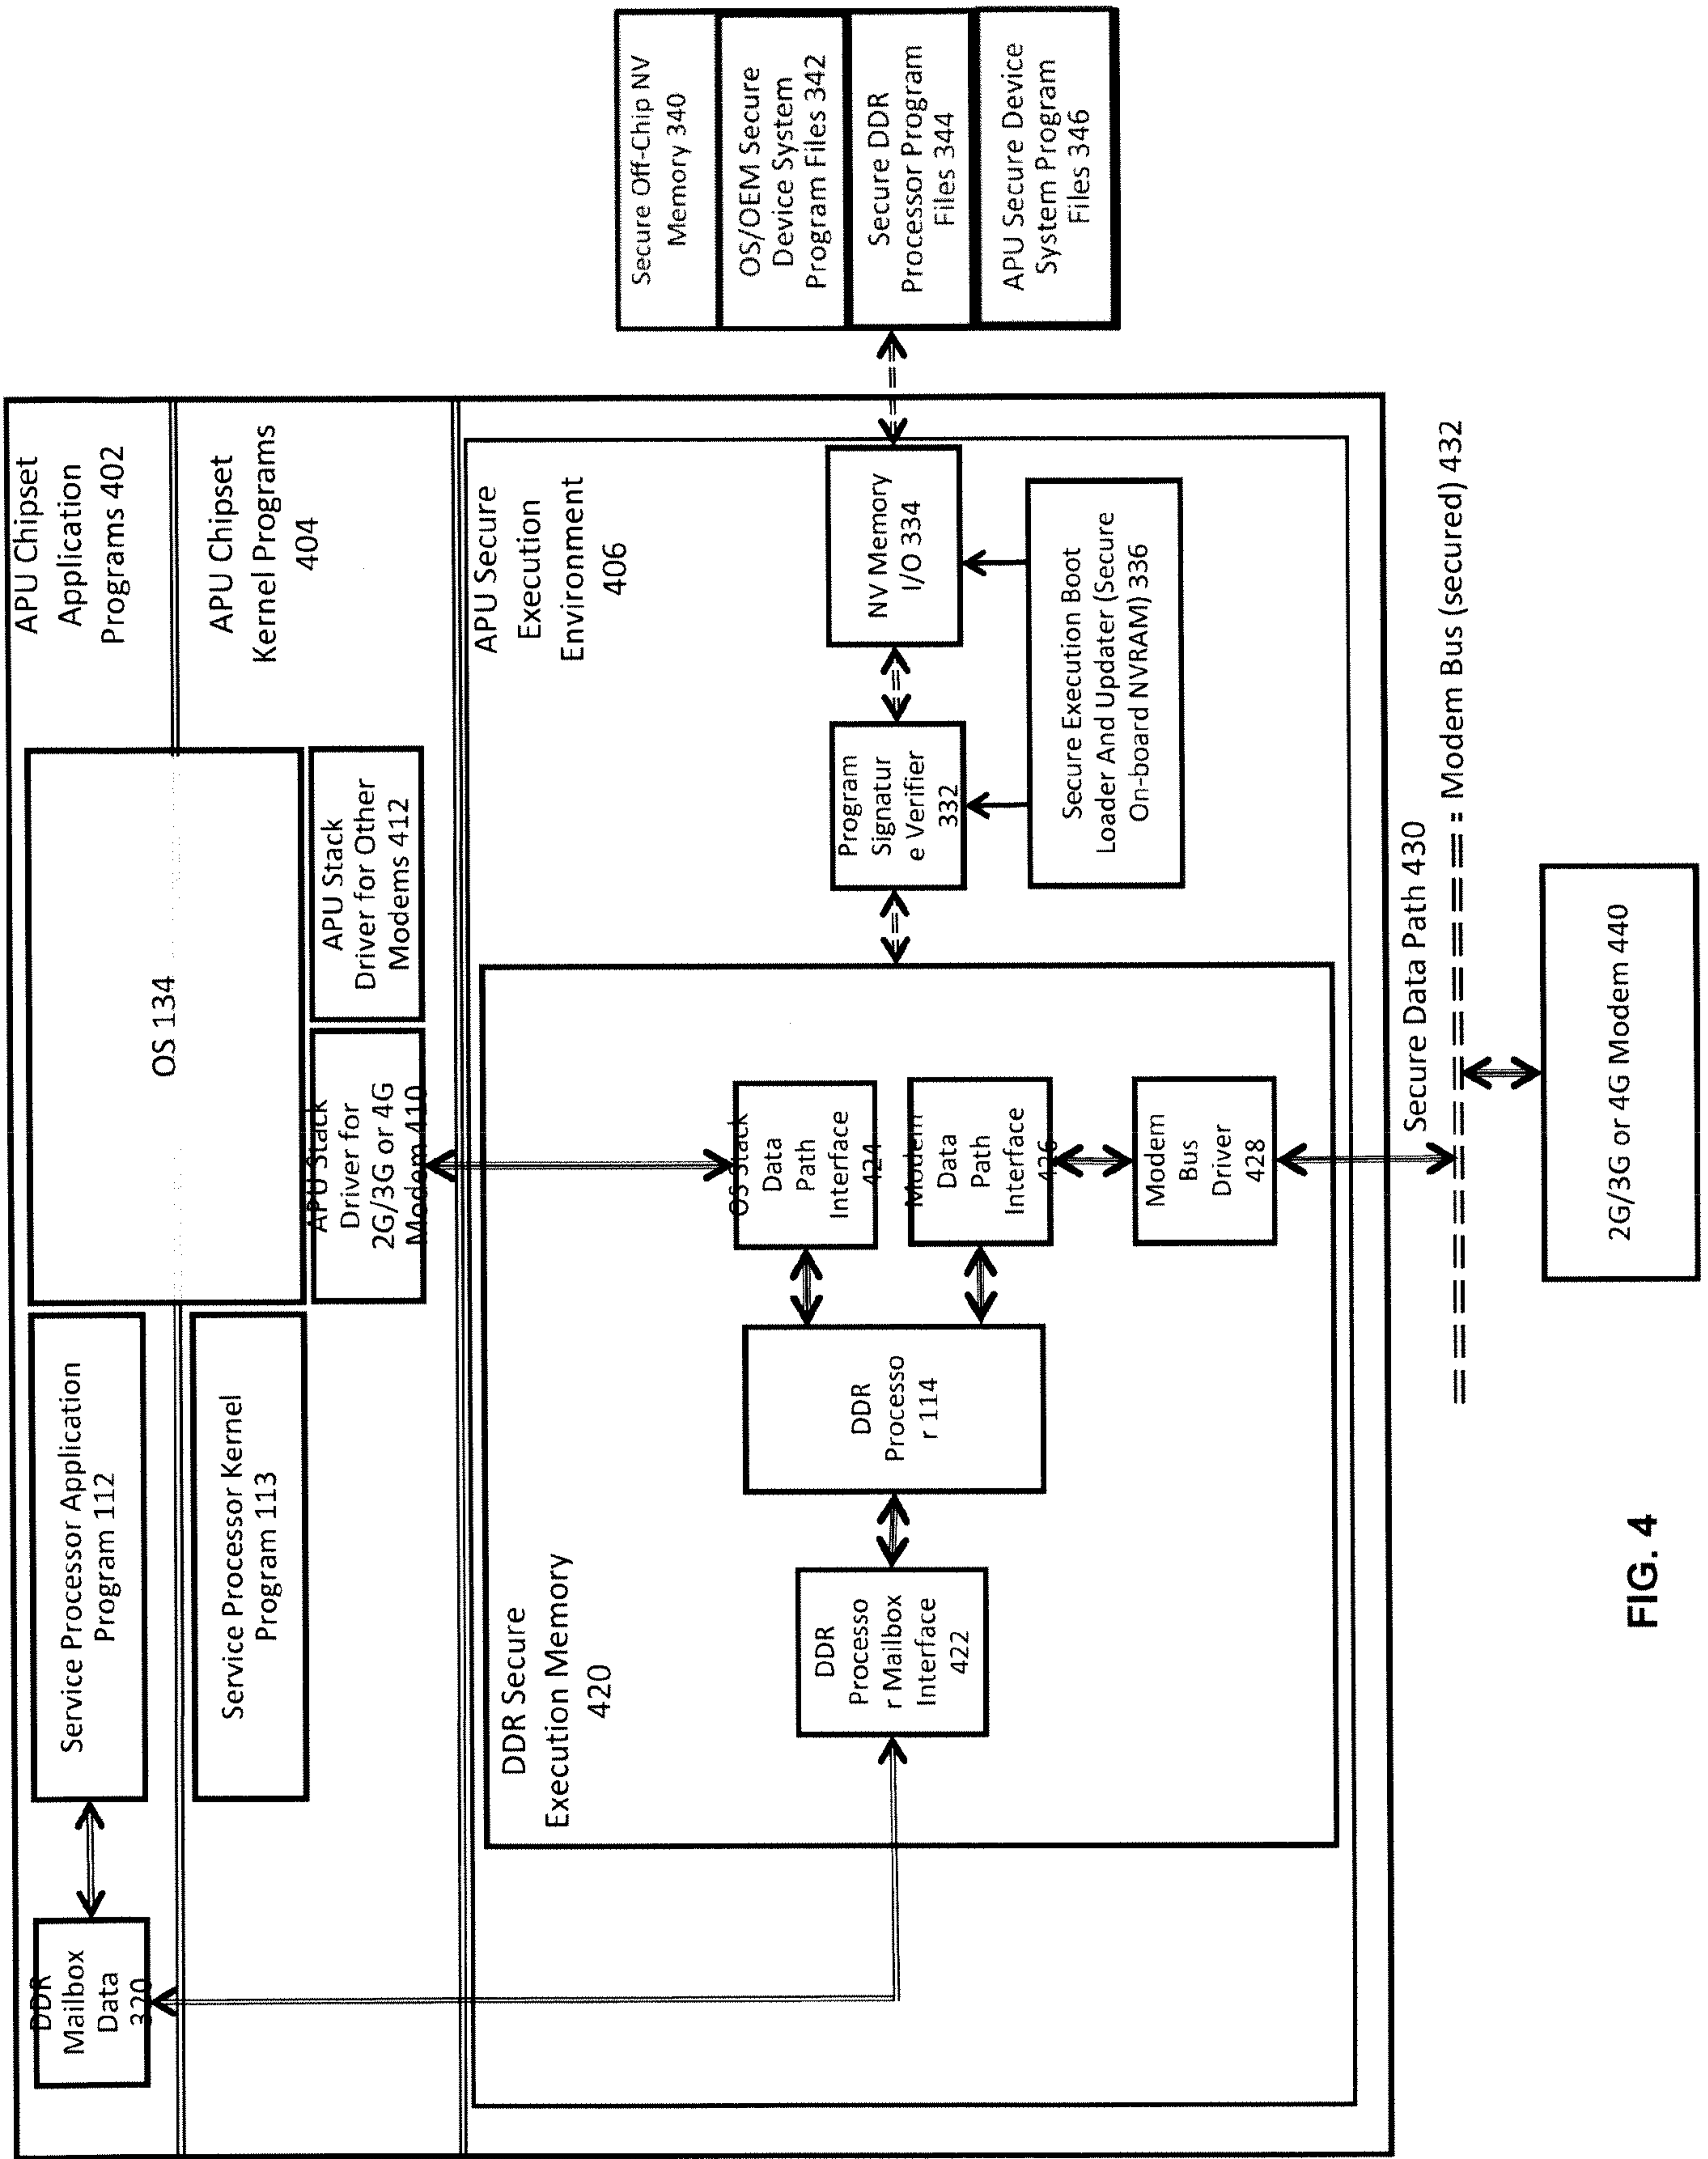 APU Chipset
Application
Programs 402
APU Chipset
Kernel Programs
404
OS 134
Service Processor Application
Program 112
Service Processor Kernel
Program 113
DDR
Mailbox
Data
320
APU Stack
Driver for
2G/3G or 4G
Modem 410
APU Stack
Driver for Other
Modems 412
APU Secure
Execution
Environment
406
DDR Secure
Execution Memory
420
DDR
Processo
r Mailbox
Interface
422
DDR
Processo
r 114
OS Stack
Data
Path
Interface
424
Modem
Data
Path
Interface
426
Modem
Bus
Driver
428
Program
Signatur
e Verifier
332
NV Memory
I/O 334
Secure Execution Boot
Loader And Updater (Secure
On-board NVRAM) 336
Secure Off-Chip NV
Memory 340
OS/OEM Secure
Device System
Program Files 342
Secure DDR
Processor Program
Files 344
APU Secure Device
System Program
Files 346
Secure Data Path 430
Modem Bus (secured) 432
2G/3G or 4G Modem 440
FIG. 4